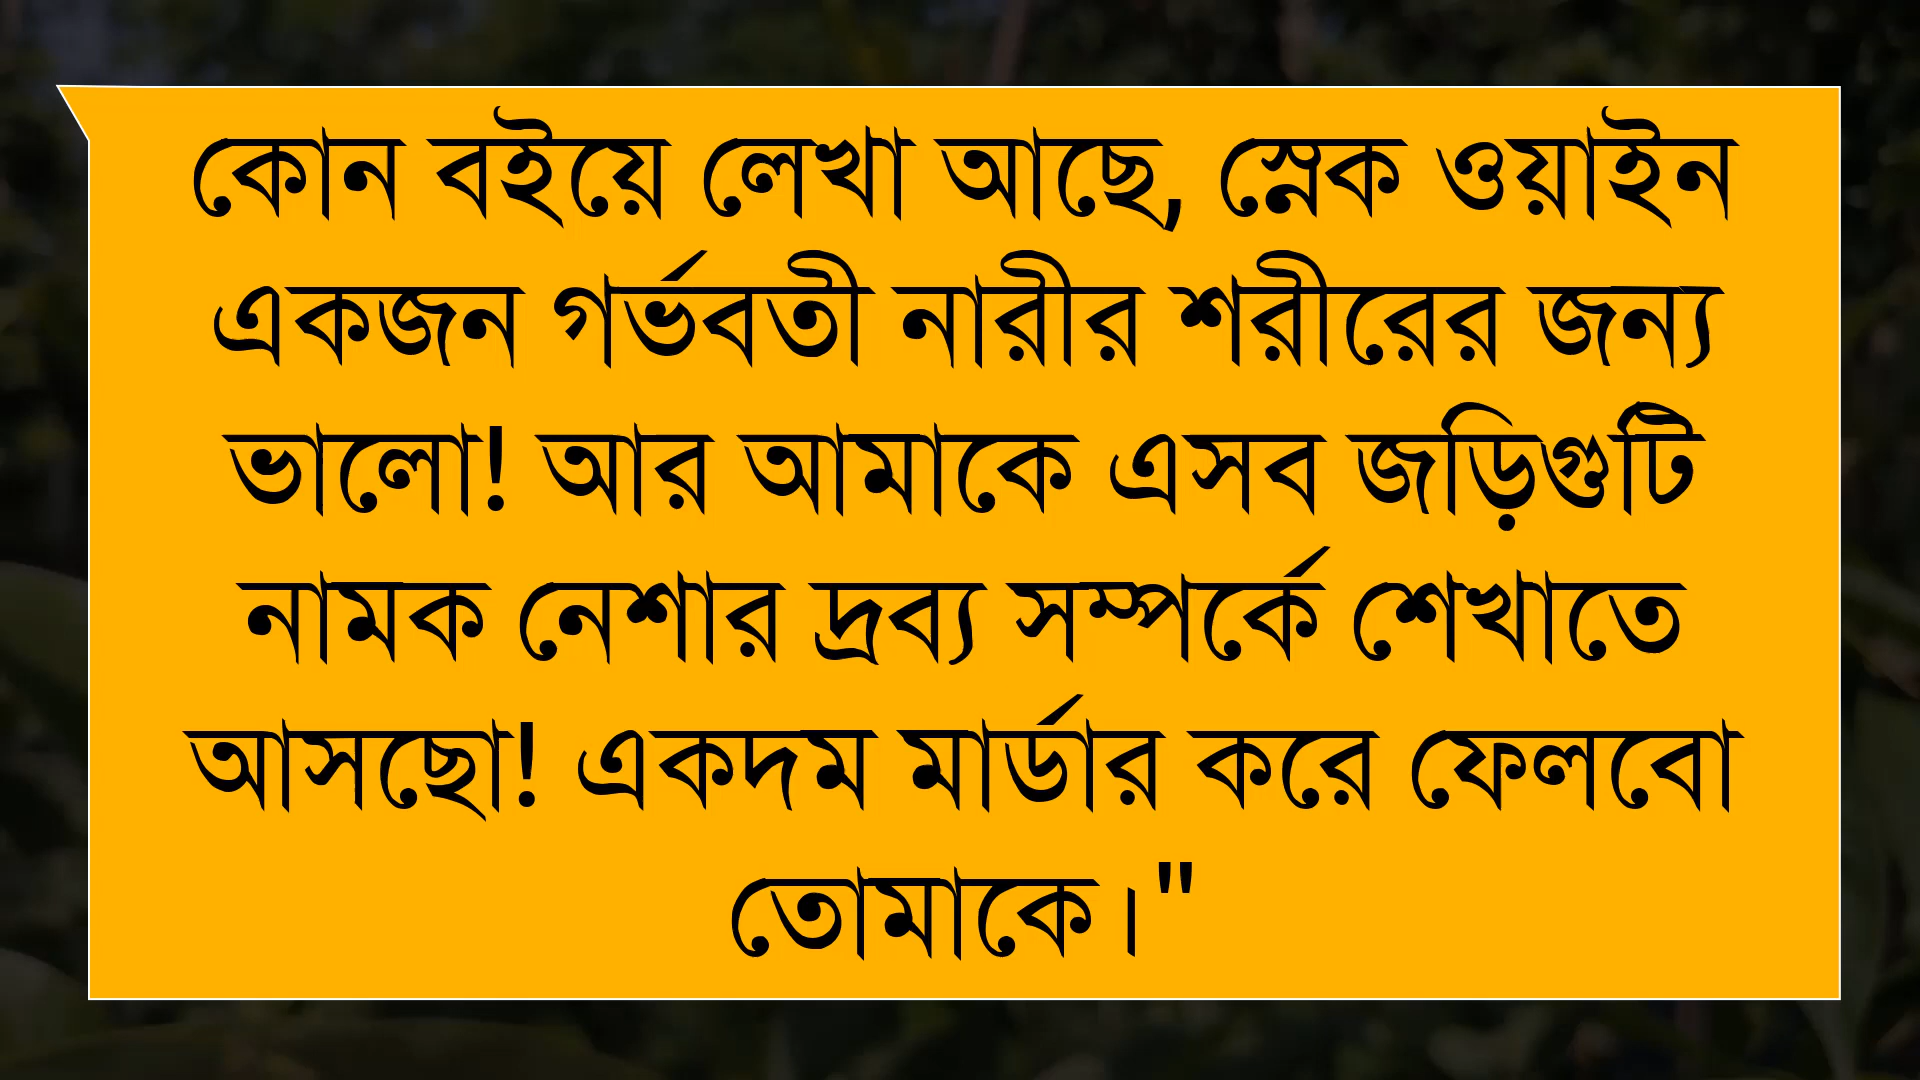 কোন বইয়ে লেখা আছে, স্নেক ওয়াইন
একজন গর্ভবতী নারীর শরীরের জন্য
ভালো! আর আমাকে এসব জড়িগুটি
নামক নেশার দ্রব্য সম্পর্কে শেখাতে
আসছো! একদম মার্ডার করে ফেলবো
তোমাকে।"